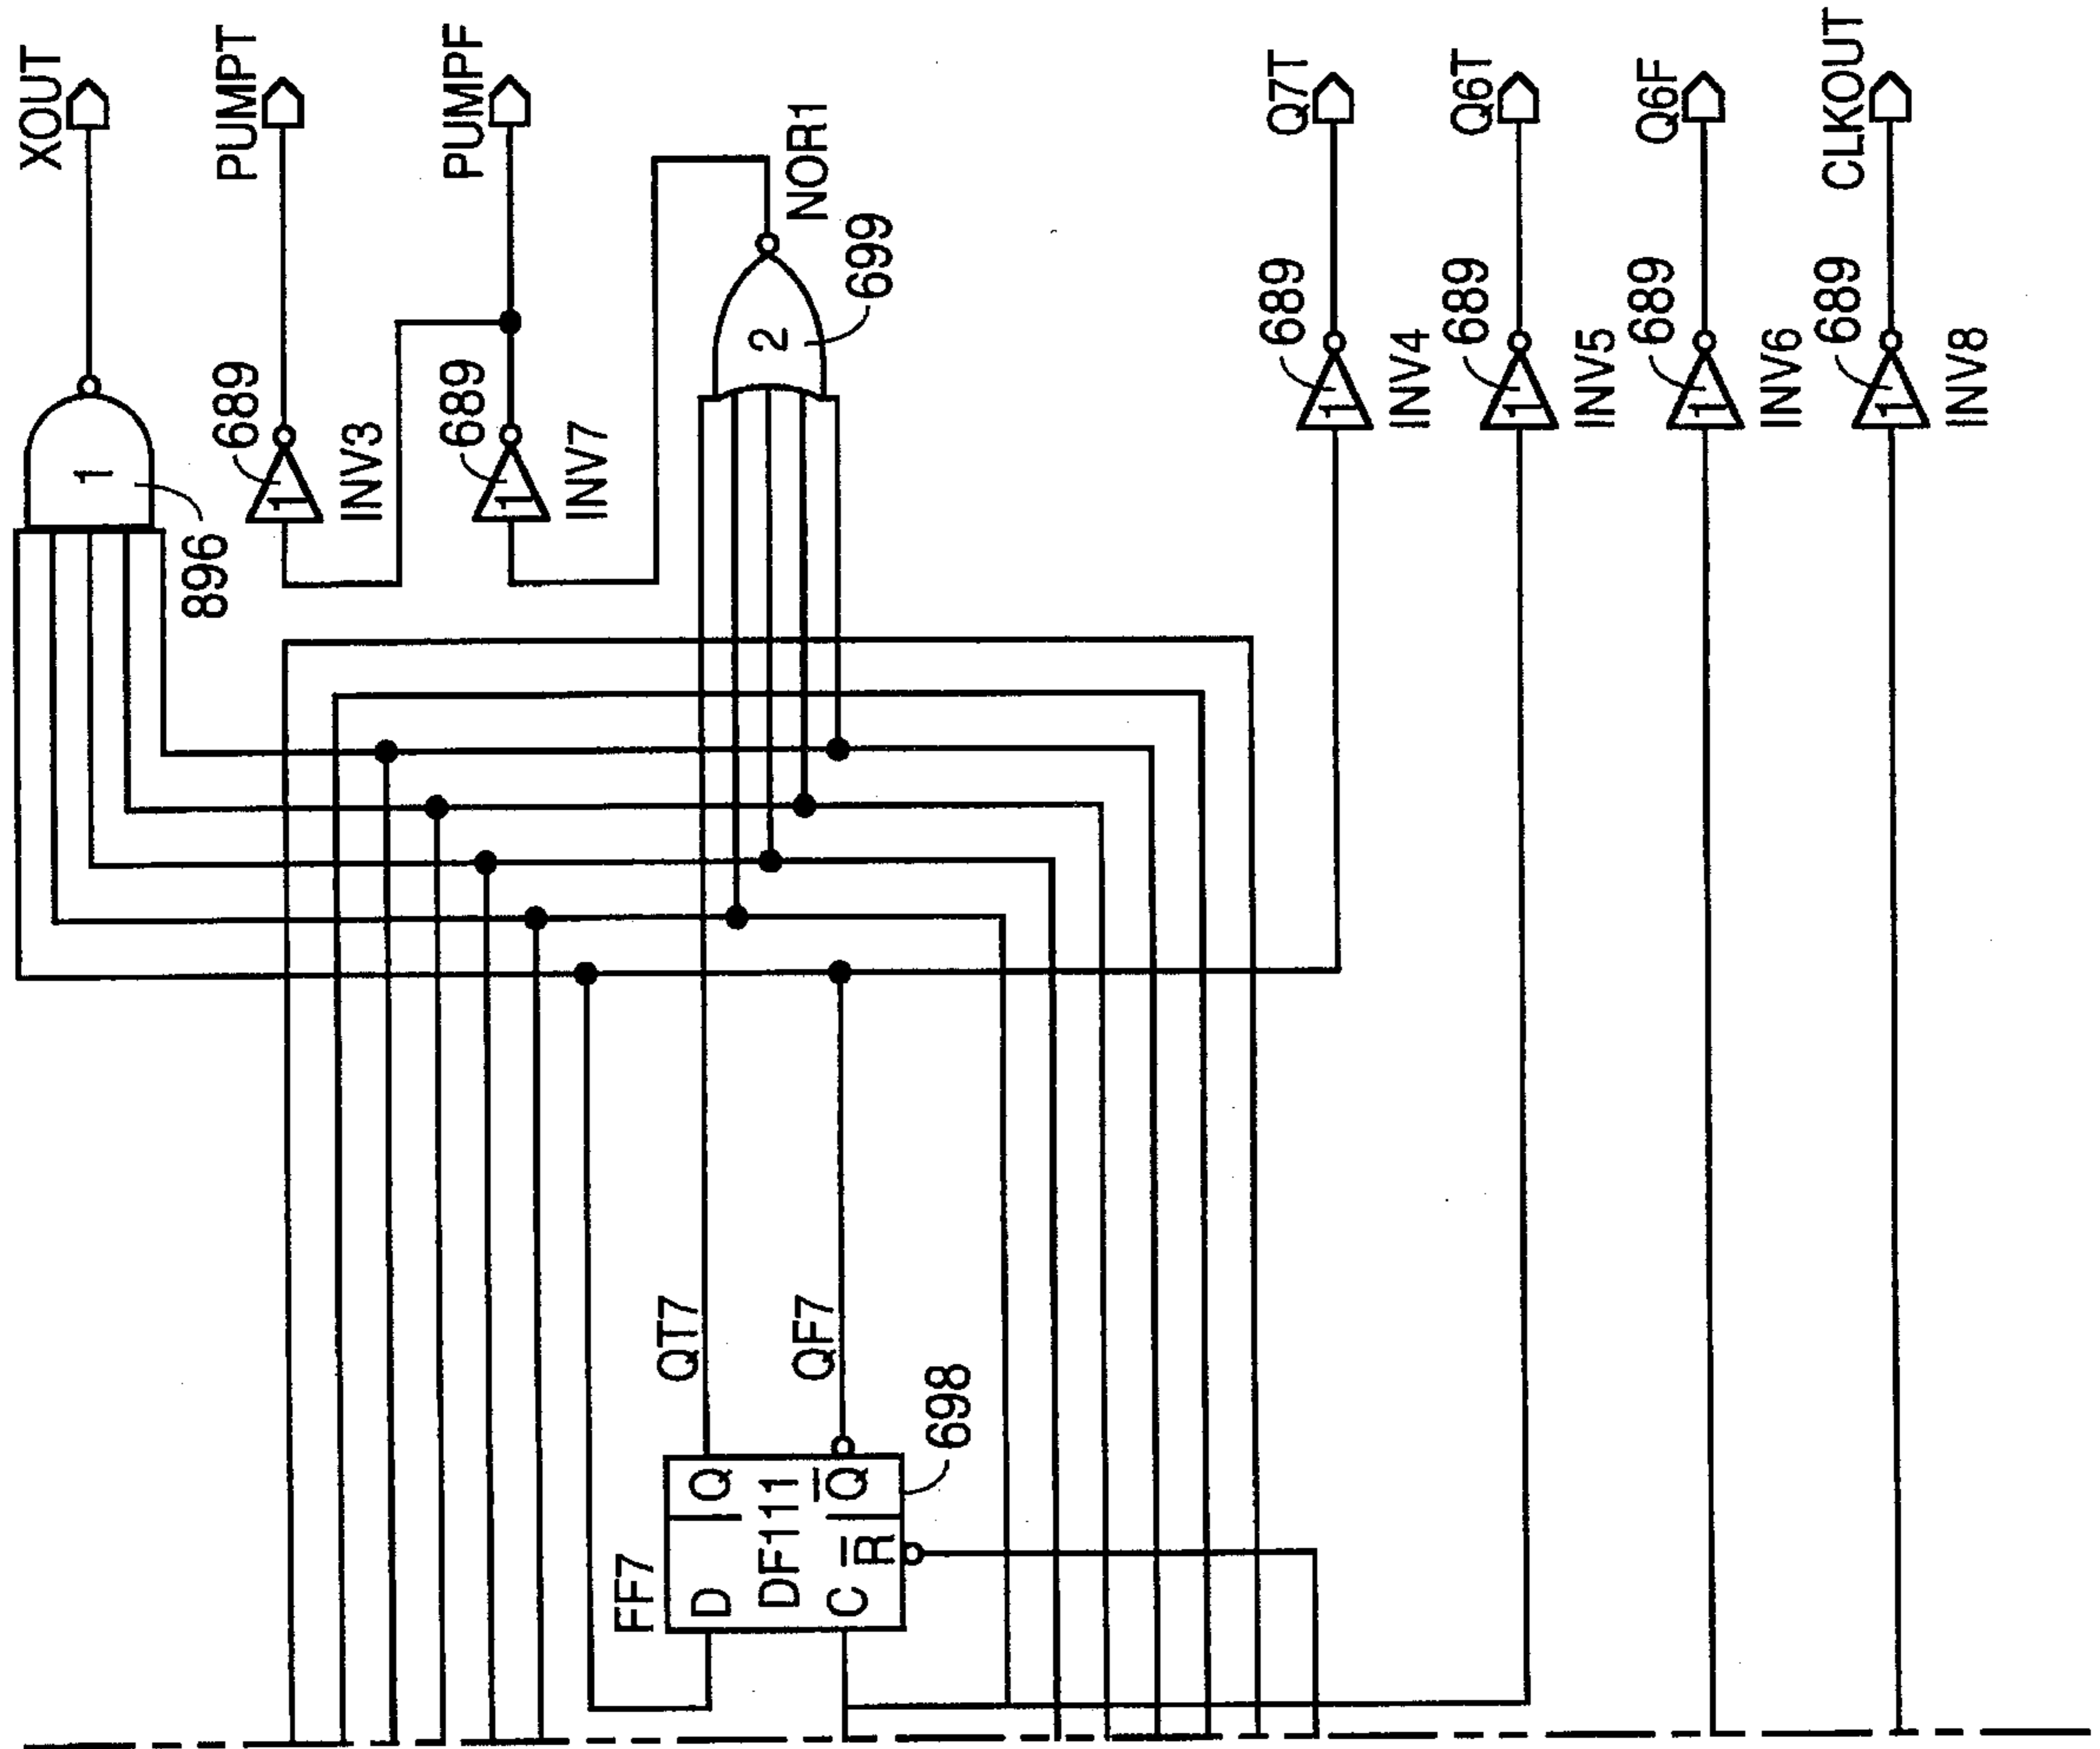 XOUT
PUMPT
PUMPF
NOR1
Q7T
Q6T
Q6F
CLKOUT
1
896
689
1
INV3
689
1
INV7
2
699
689
1
INV4
689
1
INV5
689
1
INV6
689
1
INV8
QT7
QF7
FF7
D
Q
DF111
C
R
Q
698